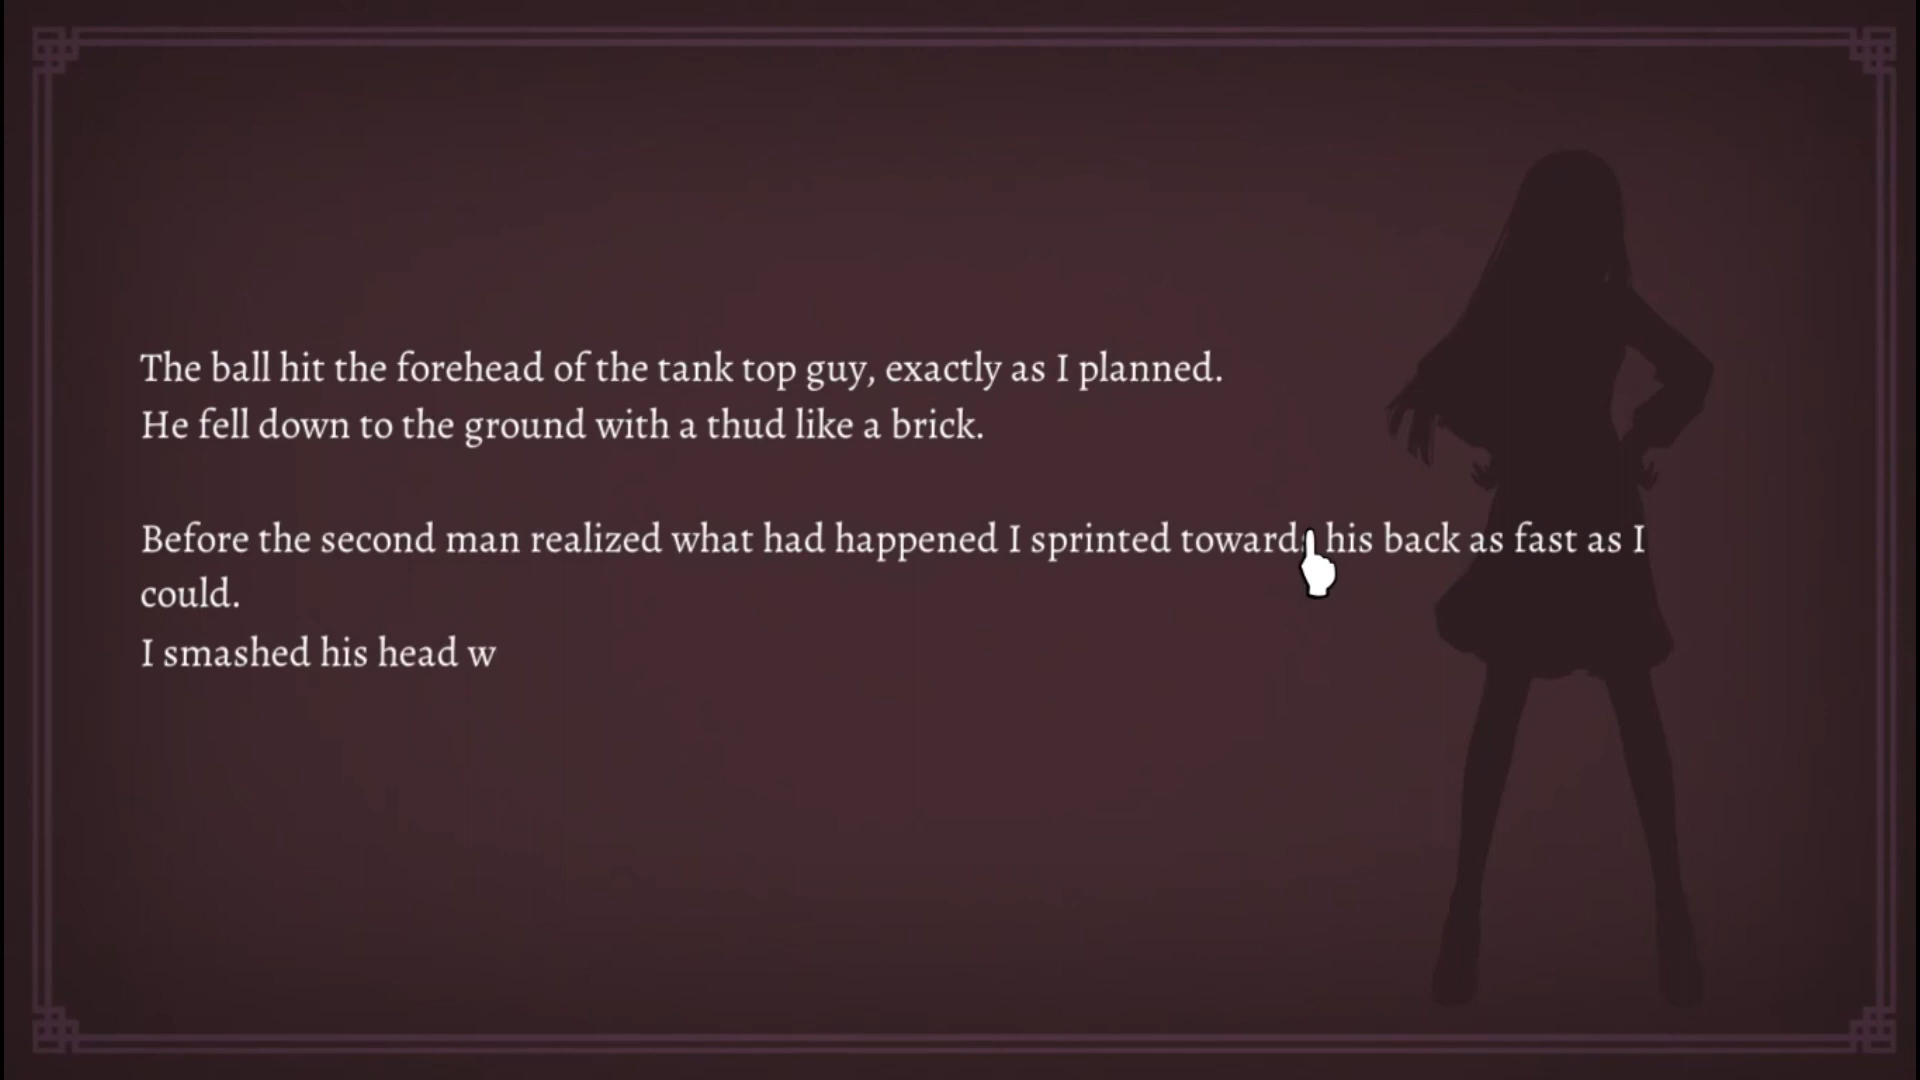 The ball hit the forehead of the tank top guy, exactly as I planned.
He fell down to the ground with a thud like a brick.
Before the second man realized what had happened I sprinted towards his back as fast as I
could.
I smashed his head w